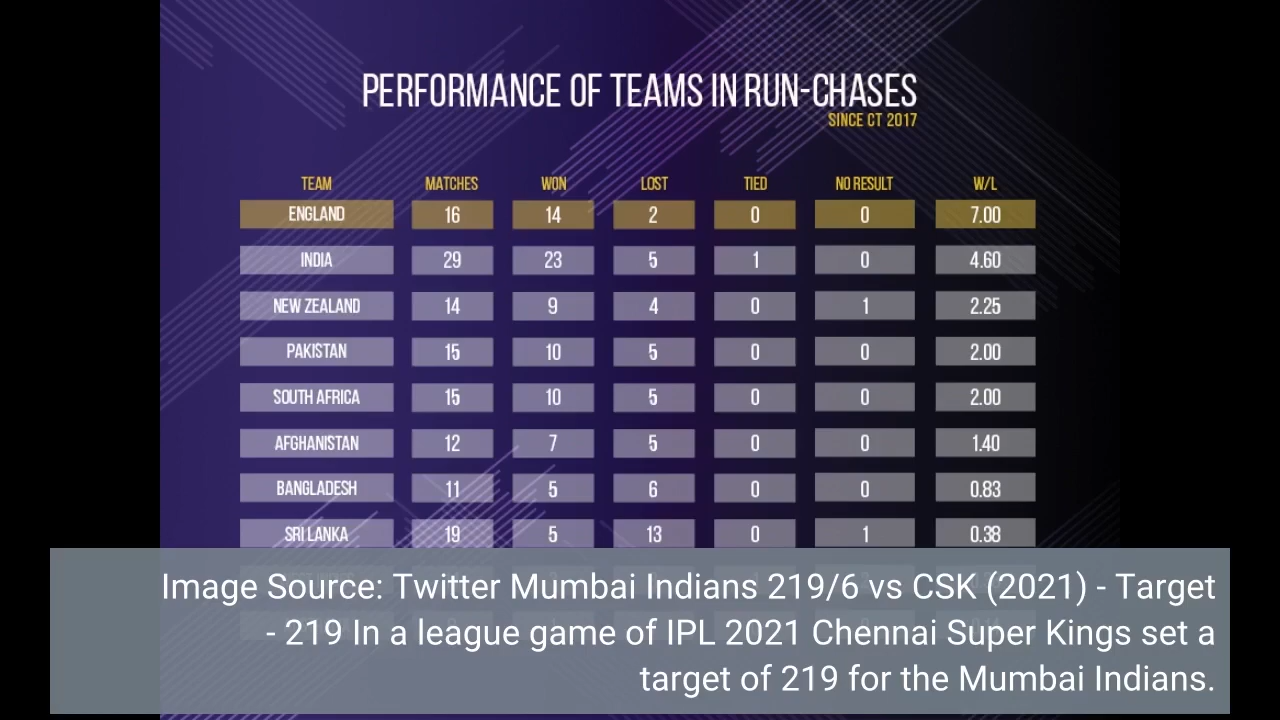 PERFORMANCE OF TEAMS IN RUN-CHASES
SINCE CT 2017
TEAM MATCHES WON LOST TIED NO RESULT W/L
ENGLAND 16 14 2 0 0 7.00
INDIA 29 23 5 1 0 4.60
NEW ZEALAND 14 9 4 0 1 2.25
PAKISTAN 15 10 5 0 0 2.00
SOUTH AFRICA 15 10 5 0 0 2.00
AFGHANISTAN 12 7 5 0 0 1.40
BANGLADESH 11 5 6 0 0 0.83
SRI LANKA 19 5 13 0 1 0.38
Image Source: Twitter Mumbai Indians 219/6 vs CSK (2021) - Target
- 219 In a league game of IPL 2021 Chennai Super Kings set a
target of 219 for the Mumbai Indians.